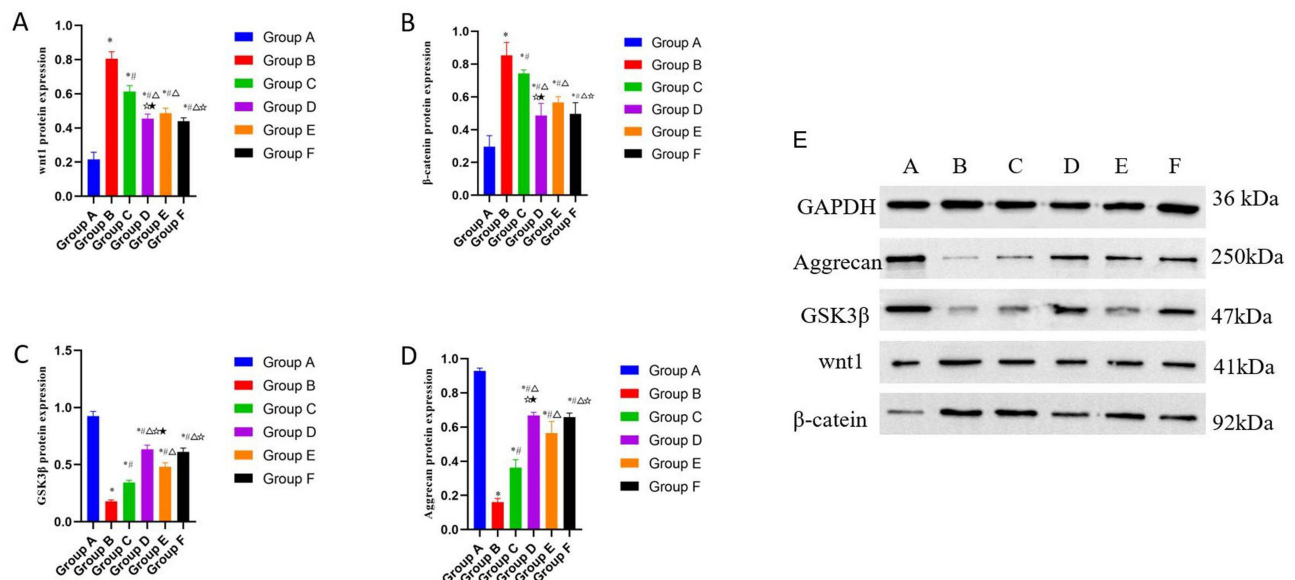 A
wnt1 protein expression
1.0
0.8
0.6
0.4
0.2
0.0
*
*#
*#△
☆★
*#△
*#△☆
Group A
Group B
Group C
Group D
Group E
Group F
Group A
Group B
Group C
Group D
Group E
Group F
B
β-catenin protein expression
1.0
0.8
0.6
0.4
0.2
0.0
*
*#
*#△
☆★
*#△
*#△☆
Group A
Group B
Group C
Group D
Group E
Group F
Group A
Group B
Group C
Group D
Group E
Group F
C
GSK3β protein expression
1.5
1.0
0.5
0.0
*
*#
*#△☆★
*#△
*#△☆
Group A
Group B
Group C
Group D
Group E
Group F
Group A
Group B
Group C
Group D
Group E
Group F
D
Aggrecan protein expression
1.0
0.8
0.6
0.4
0.2
0.0
*
*#
*#△
☆★
*#△
*#△☆
Group A
Group B
Group C
Group D
Group E
Group F
Group A
Group B
Group C
Group D
Group E
Group F
E
A B C D E F
GAPDH 36 kDa
Aggrecan 250kDa
GSK3β 47kDa
wnt1 41kDa
β-catein 92kDa